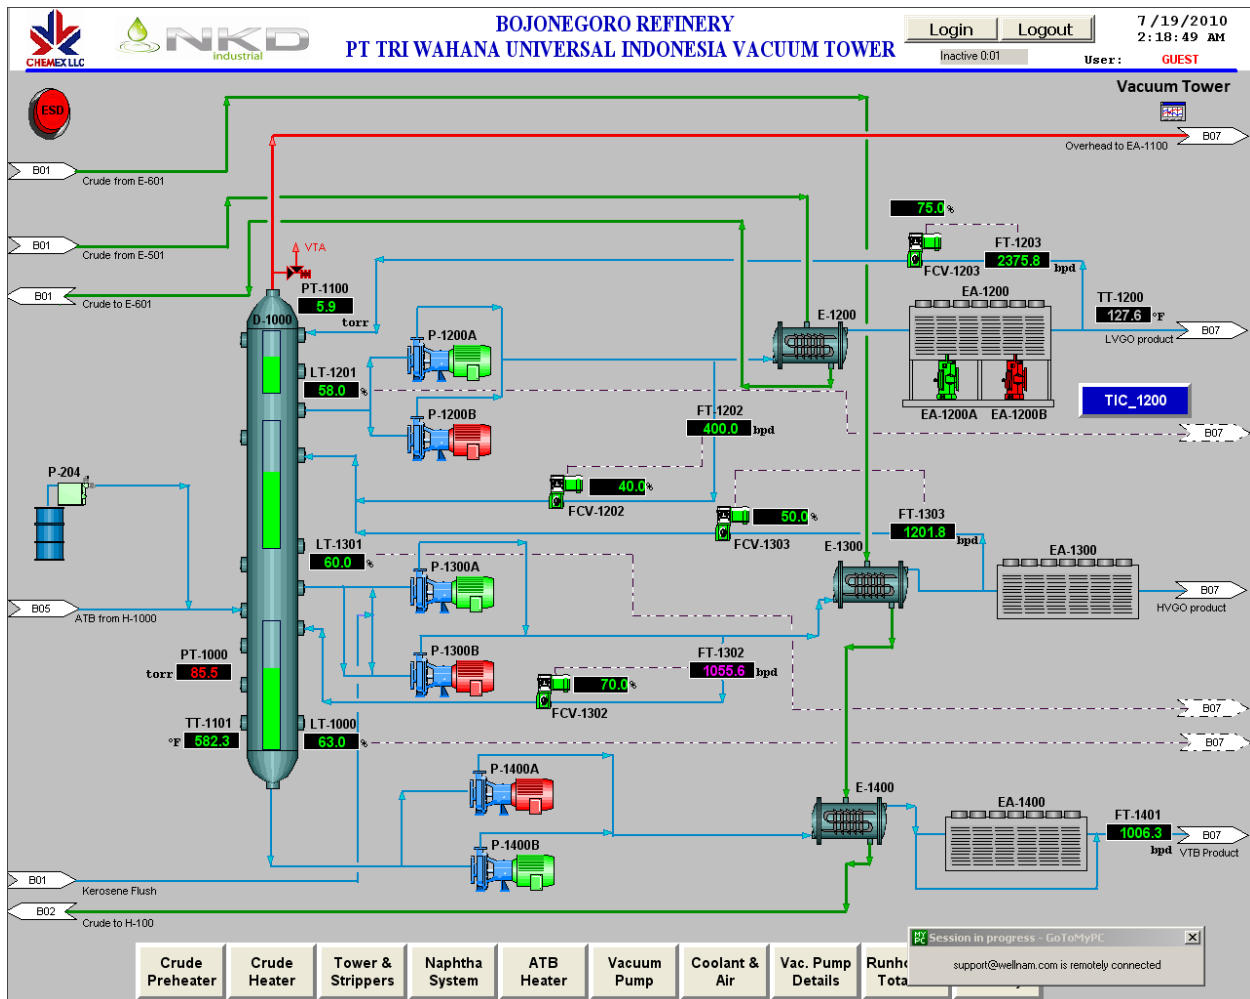 CHEMEX LLC
NKD
industrial
BOJONEGORO REFINERY
PT TRI WAHANA UNIVERSAL INDONESIA VACUUM TOWER
Login
Logout
Inactive 0:01
7/19/2010
2:18:49 AM
User: GUEST
Vacuum Tower
ESD
B07
Overhead to EA-1100
B01
Crude from E-601
B01
Crude from E-501
B01
Crude to E-601
VTA
PT-1100
5.9
torr
D-1000
75.0 %
FCV-1203
FT-1203
2375.8
bpd
EA-1200
TT-1200
127.6 °F
B07
LVGO product
E-1200
P-1200A
LT-1201
58.0 %
P-1200B
EA-1200A
EA-1200B
TIC_1200
B07
FT-1202
400.0 bpd
P-204
40.0 %
FCV-1202
50.0 %
FCV-1303
FT-1303
1201.8
bpd
LT-1301
60.0 %
P-1300A
E-1300
EA-1300
B07
HVGO product
B05
ATB from H-1000
PT-1000
torr 85.5
P-1300B
FT-1302
1055.6 bpd
70.0 %
FCV-1302
B07
TT-1101
°F 582.3
LT-1000
63.0 %
B07
P-1400A
E-1400
EA-1400
FT-1401
1006.3
bpd
B07
VTB Product
P-1400B
B01
Kerosene Flush
B02
Crude to H-100
Crude
Preheater
Crude
Heater
Tower &
Strippers
Naphtha
System
ATB
Heater
Vacuum
Pump
Coolant &
Air
Vac. Pump
Details
MY
PC
Session in progress - GoToMyPC
support@wellnam.com is remotely connected